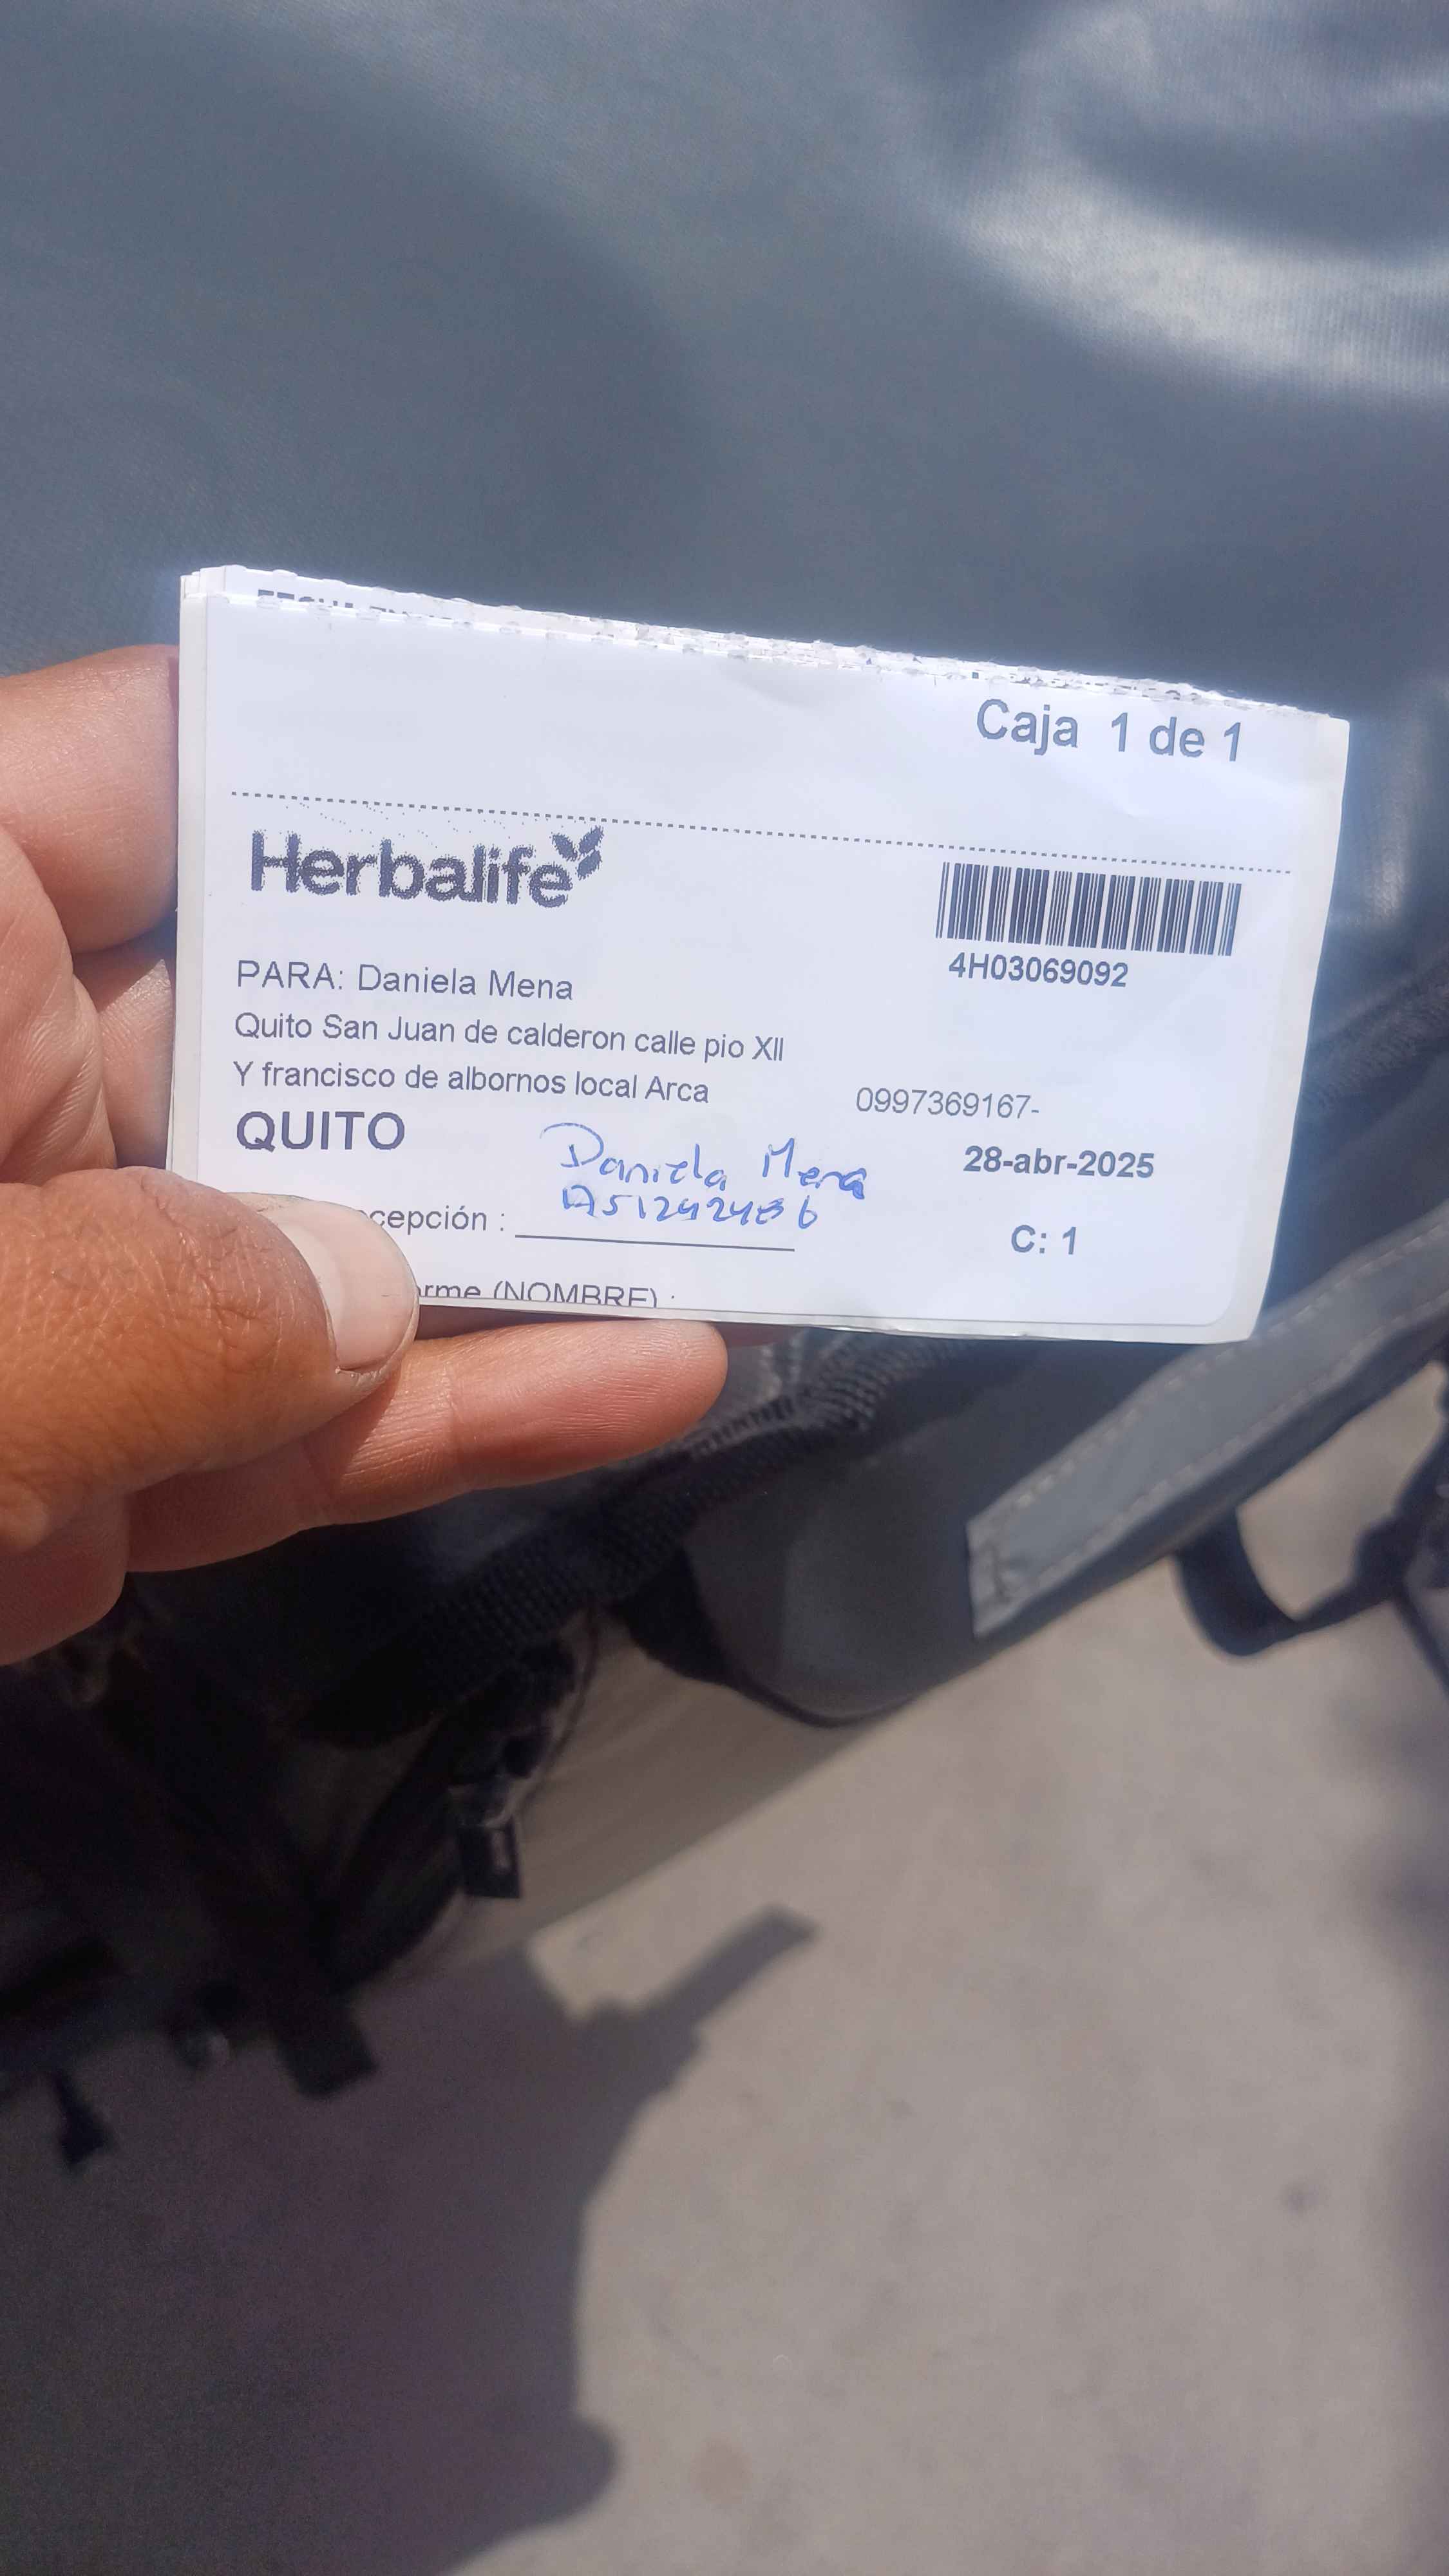 Caja 1 de 1
Herbalife
4H03069092
PARA: Daniela Mena
Quito San Juan de calderon calle pio XII
Y francisco de albornos local Arca
0997369167-
QUITO
28-abr-2025
Daniela Mena
cepción :
C: 1
rme (NOMBRE) :